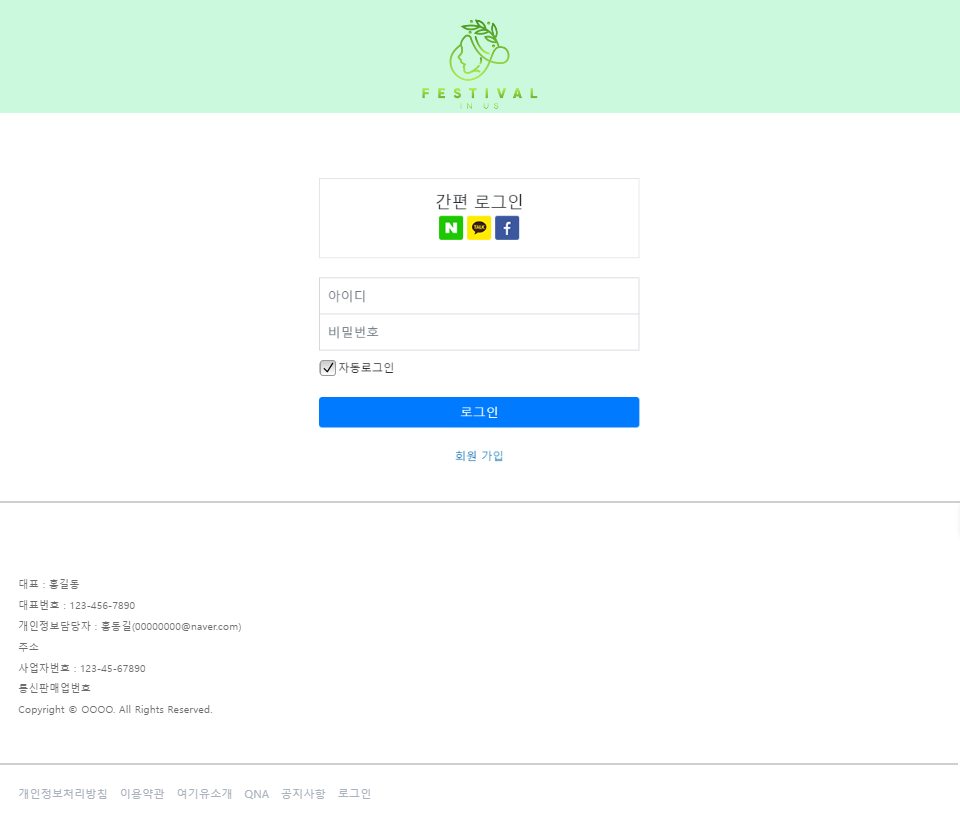 FESTIVAL
IN US
간편 로그인
N TALK f
아이디
비밀번호
자동로그인
로그인
회원 가입
대표 : 홍길동
대표번호 : 123-456-7890
개인정보담당자 : 홍동길(00000000@naver.com)
주소
사업자번호 : 123-45-67890
통신판매업번호
Copyright © OOOO. All Rights Reserved.
개인정보처리방침 이용약관 여기유소개 QNA 공지사항 로그인